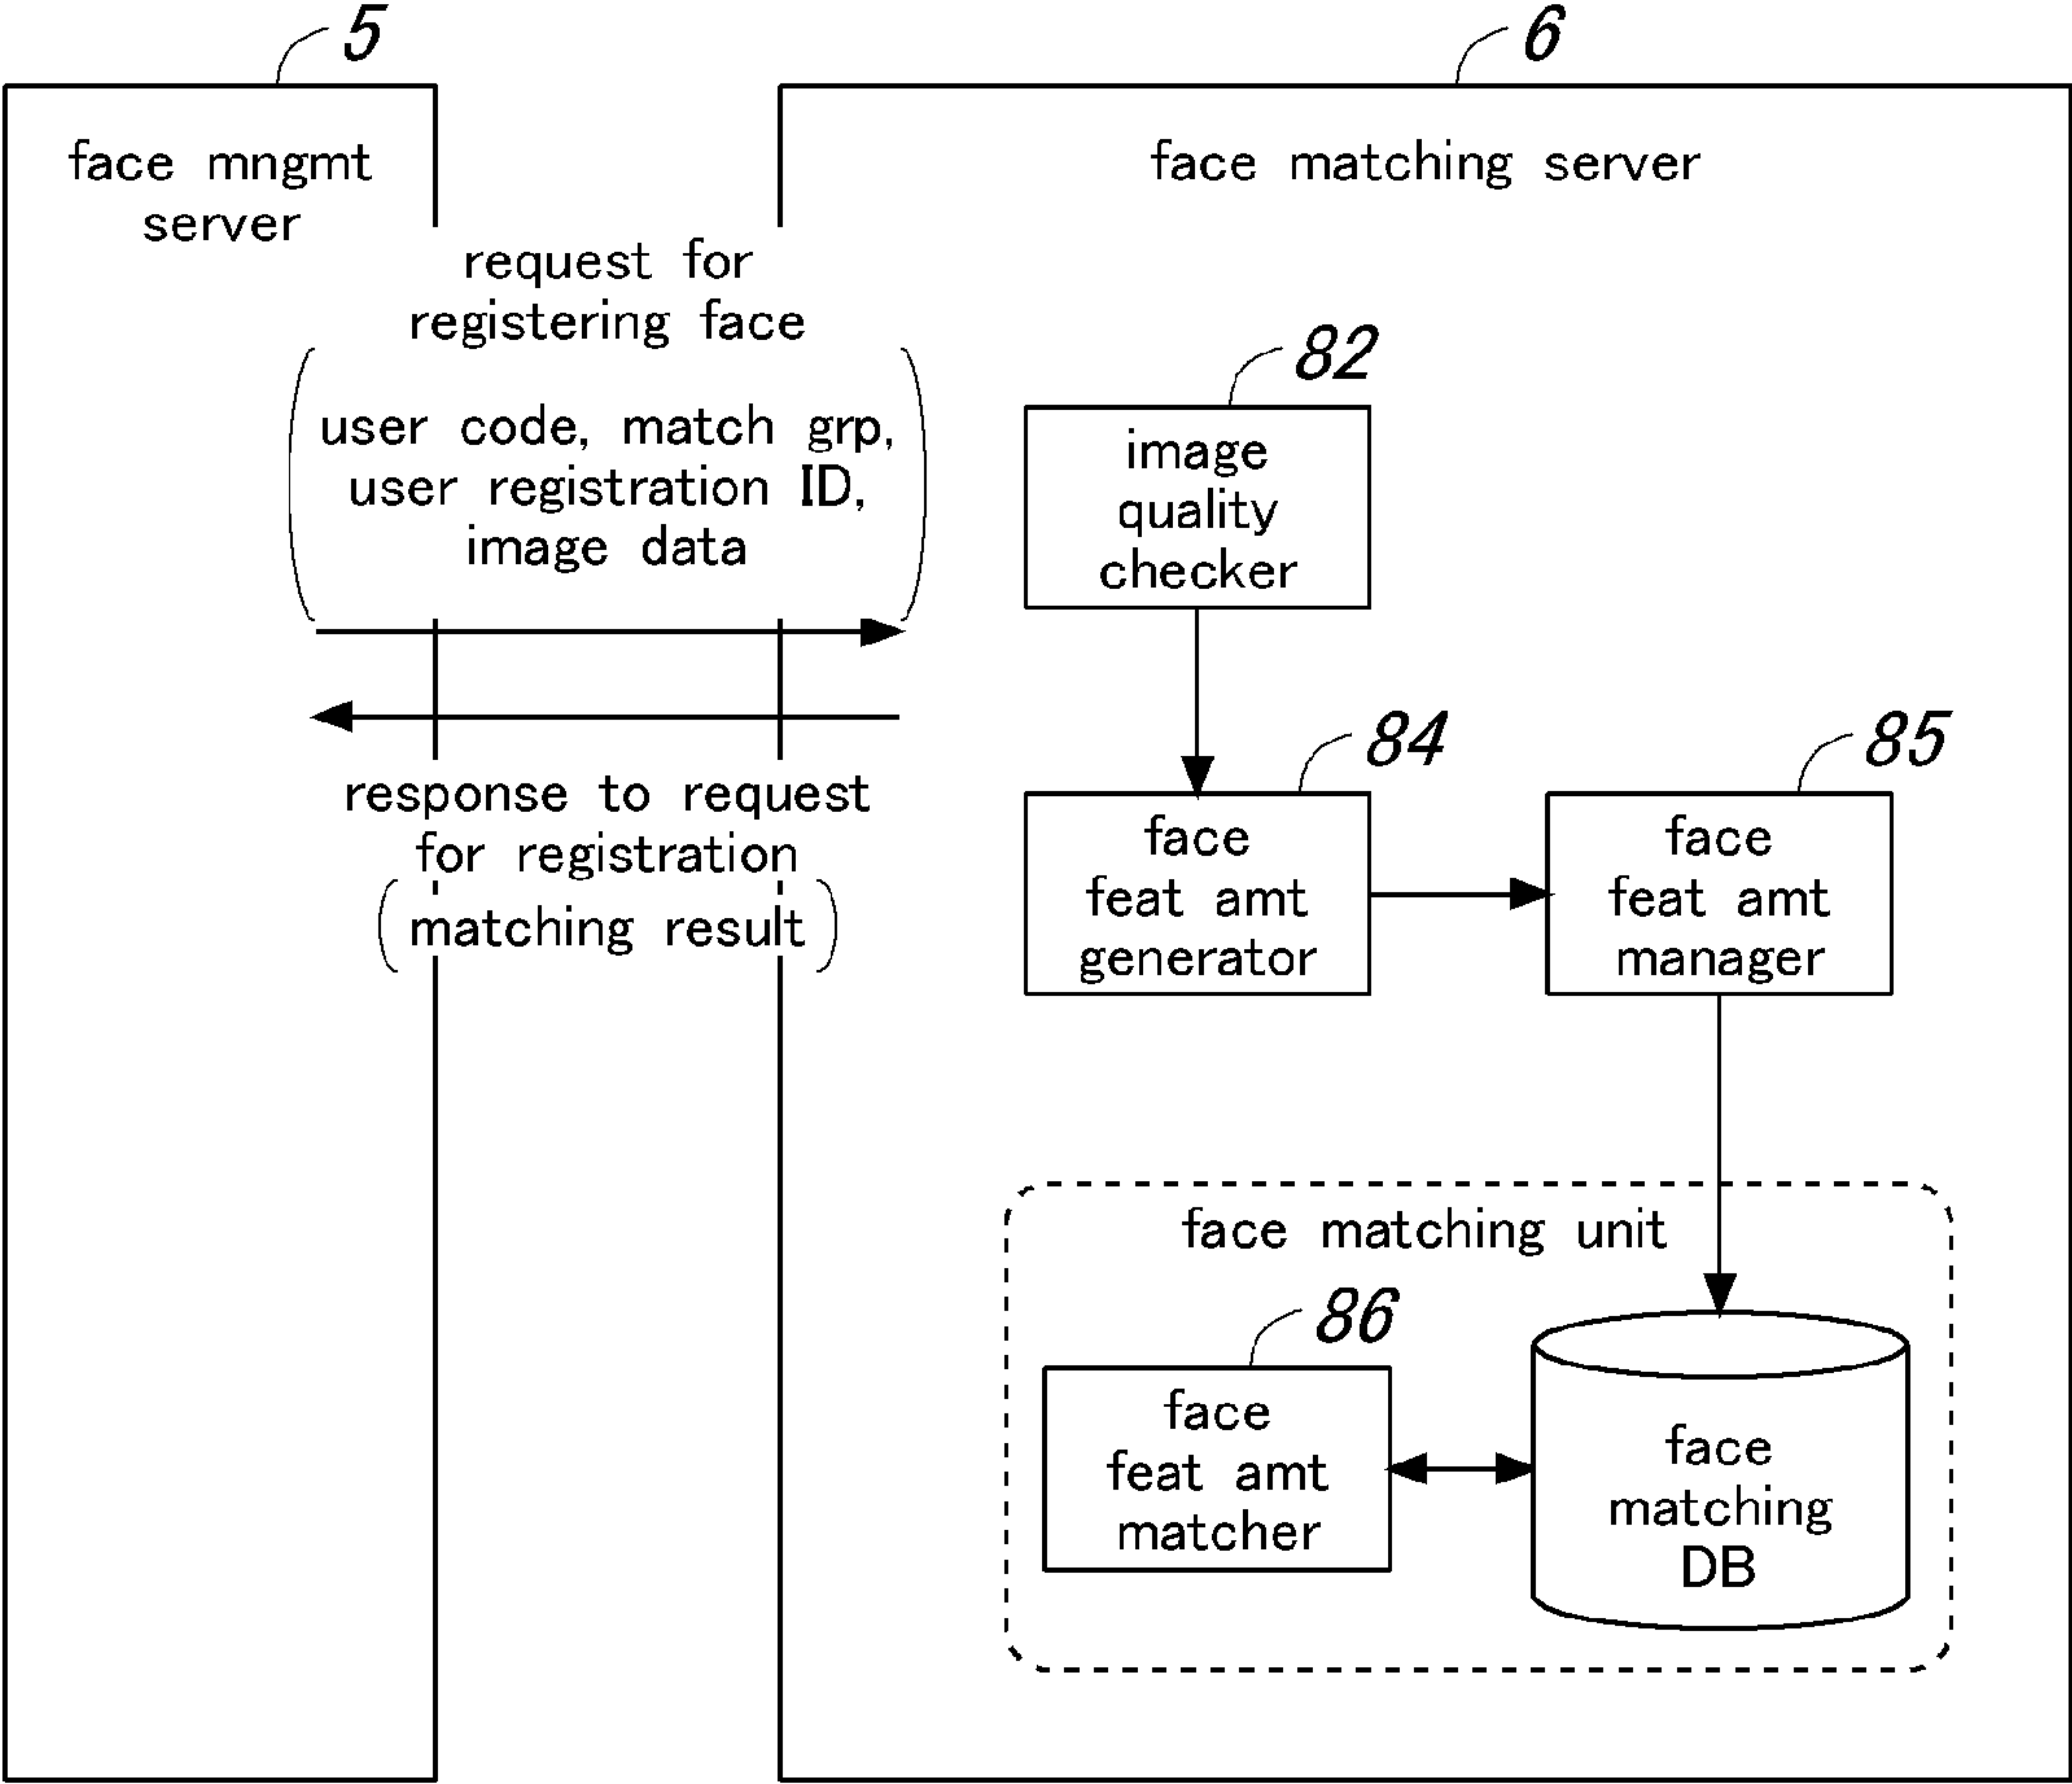 5
6
face mngmt
server
face matching server
request for
registering face
user code, match grp,
user registration ID,
image data
82
image
quality
checker
response to request
for registration
(matching result)
84
face
feat amt
generator
85
face
feat amt
manager
face matching unit
86
face
feat amt
matcher
face
matching
DB